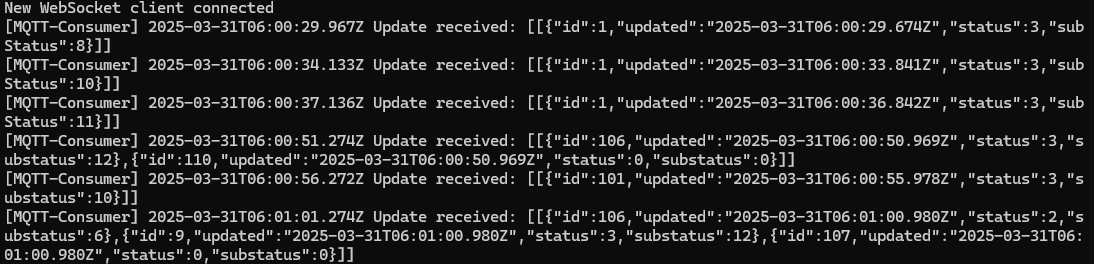 New WebSocket client connected
[MQTT-Consumer] 2025-03-31T06:00:29.967Z Update received: [[{"id":1,"updated":"2025-03-31T06:00:29.674Z","status":3,"sub
Status":8}]]
[MQTT-Consumer] 2025-03-31T06:00:34.133Z Update received: [[{"id":1,"updated":"2025-03-31T06:00:33.841Z","status":3,"sub
Status":10}]]
[MQTT-Consumer] 2025-03-31T06:00:37.136Z Update received: [[{"id":1,"updated":"2025-03-31T06:00:36.842Z","status":3,"sub
Status":11}]]
[MQTT-Consumer] 2025-03-31T06:00:51.274Z Update received: [[{"id":106,"updated":"2025-03-31T06:00:50.969Z","status":3,"s
ubstatus":12},{"id":110,"updated":"2025-03-31T06:00:50.969Z","status":0,"substatus":0}]]
[MQTT-Consumer] 2025-03-31T06:00:56.272Z Update received: [[{"id":101,"updated":"2025-03-31T06:00:55.978Z","status":3,"s
ubstatus":10}]]
[MQTT-Consumer] 2025-03-31T06:01:01.274Z Update received: [[{"id":106,"updated":"2025-03-31T06:01:00.980Z","status":2,"s
ubstatus":6},{"id":9,"updated":"2025-03-31T06:01:00.980Z","status":3,"substatus":12},{"id":107,"updated":"2025-03-31T06:
01:00.980Z","status":0,"substatus":0}]]